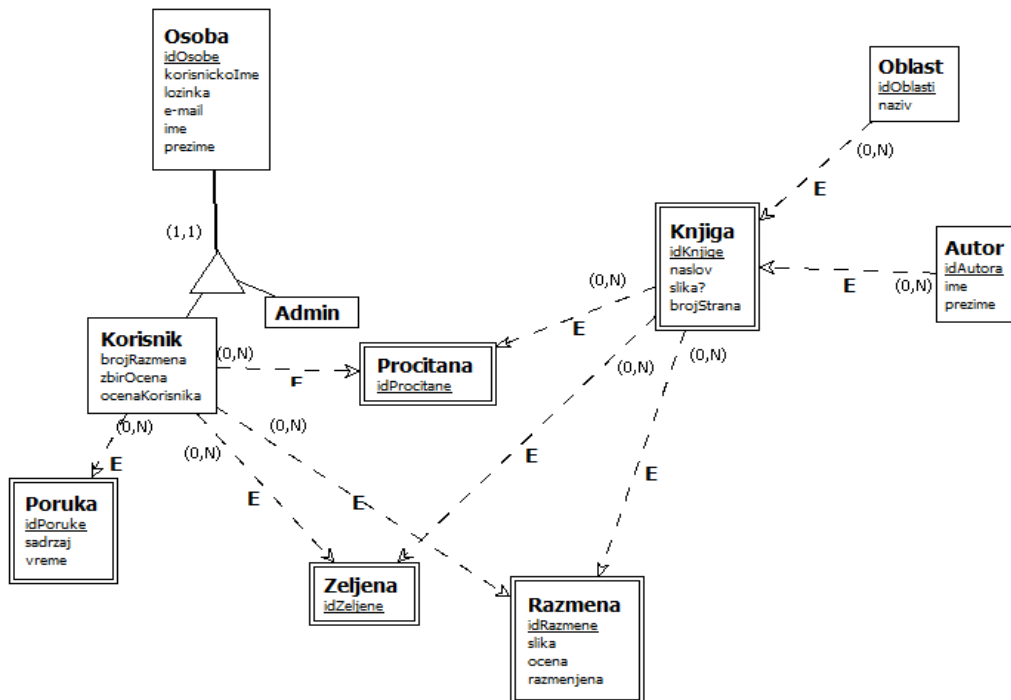 Osoba
idOsobe
korisnickoIme
lozinka
e-mail
ime
prezime
(1,1)
Admin
Korisnik
brojRazmena
zbirOcena
ocenaKorisnika
(0,N)
E
Procitana
idProcitane
(0,N)
E
Poruka
idPoruke
sadrzaj
vreme
(0,N)
E
Zeljena
idZeljene
(0,N)
E
Razmena
idRazmene
slika
ocena
razmenjena
Oblast
idOblasti
naziv
(0,N)
E
Knjiga
idKnjige
naslov
slika?
brojStrana
Autor
idAutora
ime
prezime
(0,N)
E
(0,N)
E
(0,N)
E
(0,N)
E